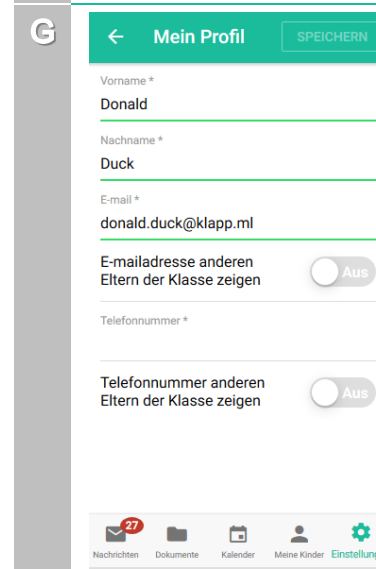 G
Mein Profil
SPEICHERN
Vorname *
Donald
Nachname *
Duck
E-mail *
donald.duck@klapp.ml
E-mailadresse anderen
Eltern der Klasse zeigen
Aus
Telefonnummer *
Telefonnummer anderen
Eltern der Klasse zeigen
Aus
27
Nachrichten Dokumente Kalender Meine Kinder Einstellung